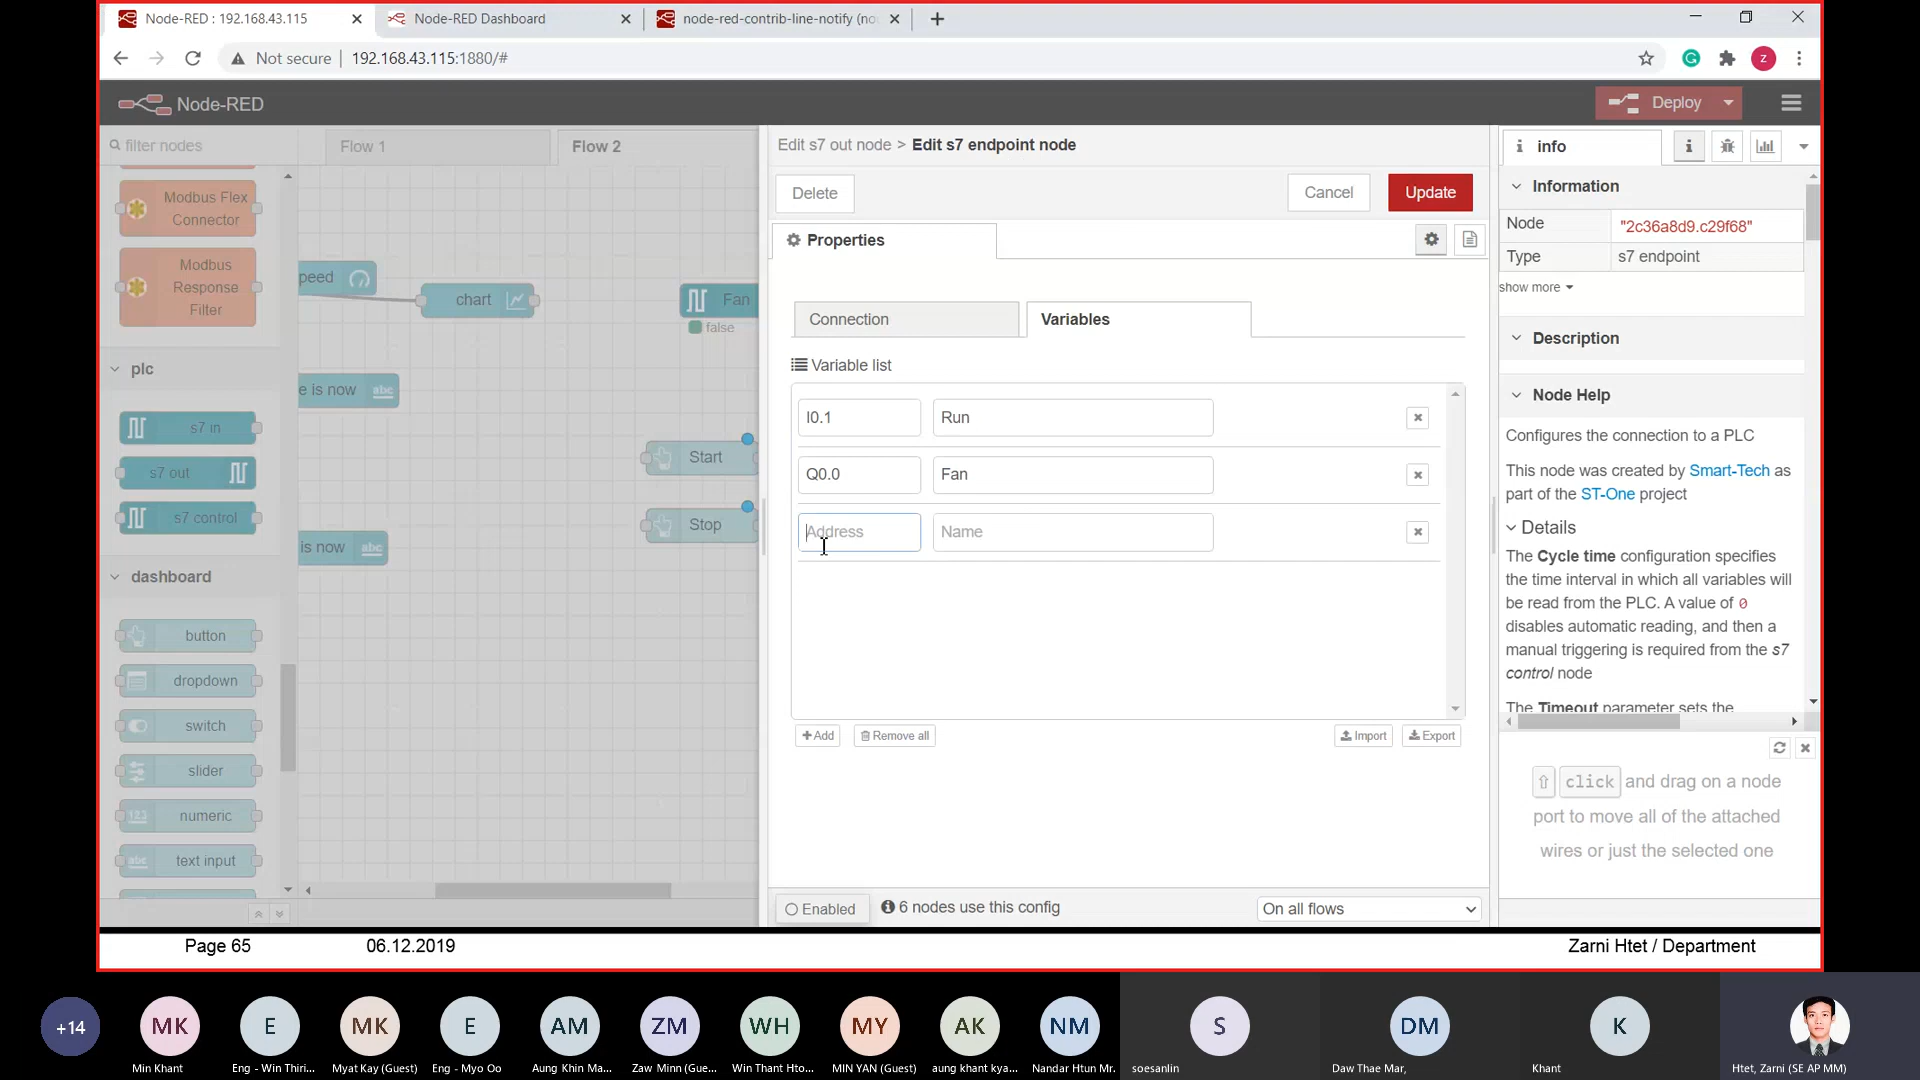 Node-RED : 192.168.43.115
Node-RED Dashboard
node-red-contrib-line-notify (no
Not secure
192.168.43.115:1880/#
Z
Node-RED
Deploy
filter nodes
Flow 1
Flow 2
Modbus Flex
Connector
Modbus
Response
Filter
plc
s7 in
s7 out
s7 control
dashboard
button
dropdown
switch
slider
numeric
text input
peed
chart
Fan
false
e is now
abc
Start
Stop
is now
abc
Edit s7 out node > Edit s7 endpoint node
Delete
Cancel
Update
Properties
Connection
Variables
Variable list
I0.1
Run
Q0.0
Fan
Address
Name
Add
Remove all
Import
Export
Enabled
6 nodes use this config
On all flows
info
Information
Node
"2c36a8d9.c29f68"
Type
s7 endpoint
show more
Description
Node Help
Configures the connection to a PLC
This node was created by Smart-Tech as
part of the ST-One project
Details
The Cycle time configuration specifies
the time interval in which all variables will
be read from the PLC. A value of 0
disables automatic reading, and then a
manual triggering is required from the s7
control node
The Timeout parameter sets the
click and drag on a node
port to move all of the attached
wires or just the selected one
Page 65
06.12.2019
Zarni Htet / Department
+14
MK
E
MK
E
AM
ZM
WH
MY
AK
NM
S
DM
K
Min Khant
Eng - Win Thiri...
Myat Kay (Guest)
Eng - Myo Oo
Aung Khin Ma...
Zaw Minn (Gue...
Win Thant Hto...
MIN YAN (Guest)
aung khant kya...
Nandar Htun Mr.
soesanlin
Daw Thae Mar,
Khant
Htet, Zarni (SE AP MM)